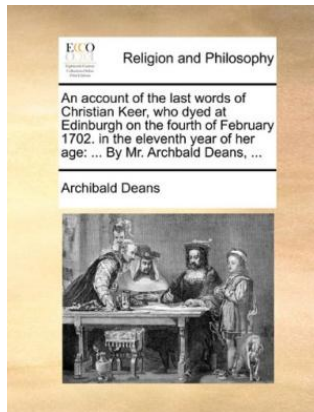 ECCO
Religion and Philosophy
An account of the last words of
Christian Keer, who dyed at
Edinburgh on the fourth of February
1702. in the eleventh year of her
age: ... By Mr. Archbald Deans, ...
Archibald Deans